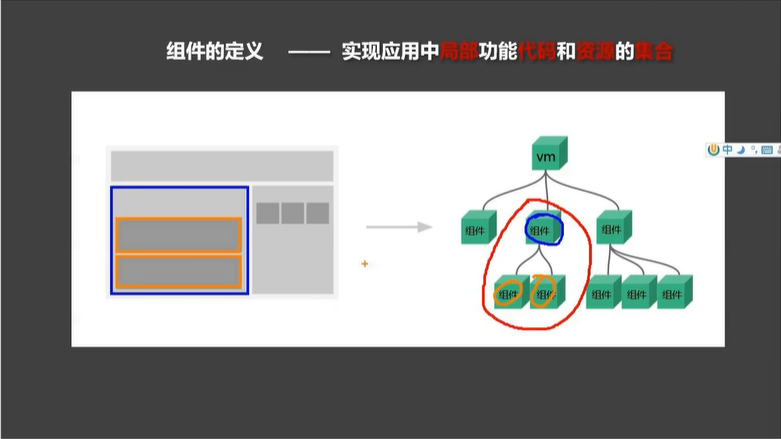 组件的定义 —— 实现应用中局部功能代码和资源的集合
vm
组件 组件 组件
组件 组件 组件 组件 组件
中